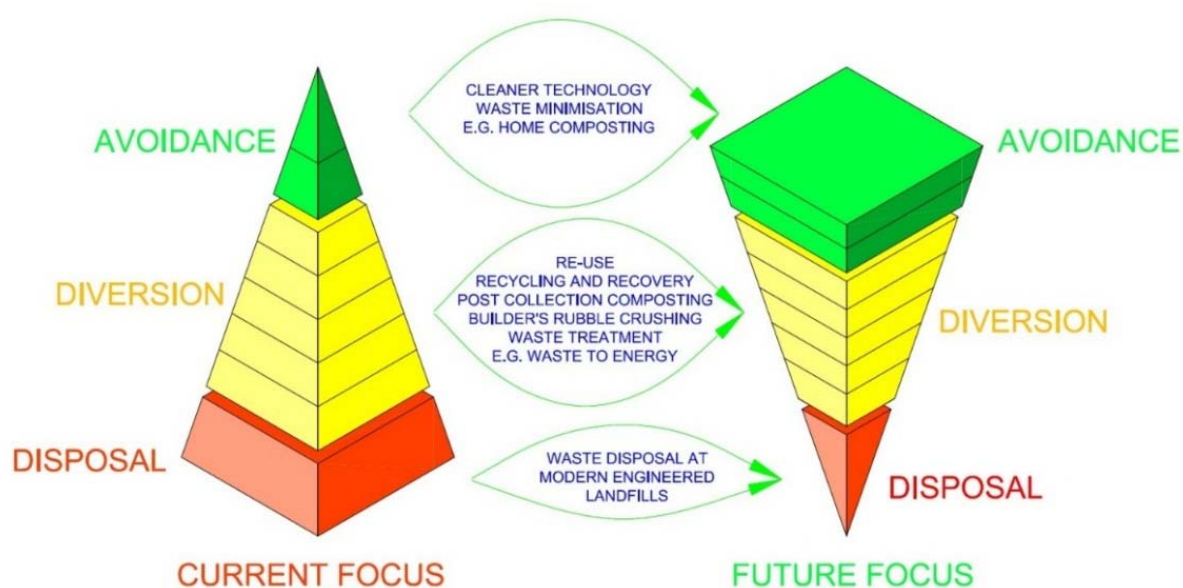 AVOIDANCE
CLEANER TECHNOLOGY
WASTE MINIMISATION
E.G. HOME COMPOSTING
AVOIDANCE
DIVERSION
RE-USE
RECYCLING AND RECOVERY
POST COLLECTION COMPOSTING
BUILDER'S RUBBLE CRUSHING
WASTE TREATMENT
E.G. WASTE TO ENERGY
DIVERSION
DISPOSAL
WASTE DISPOSAL AT
MODERN ENGINEERED
LANDFILLS
DISPOSAL
CURRENT FOCUS
FUTURE FOCUS